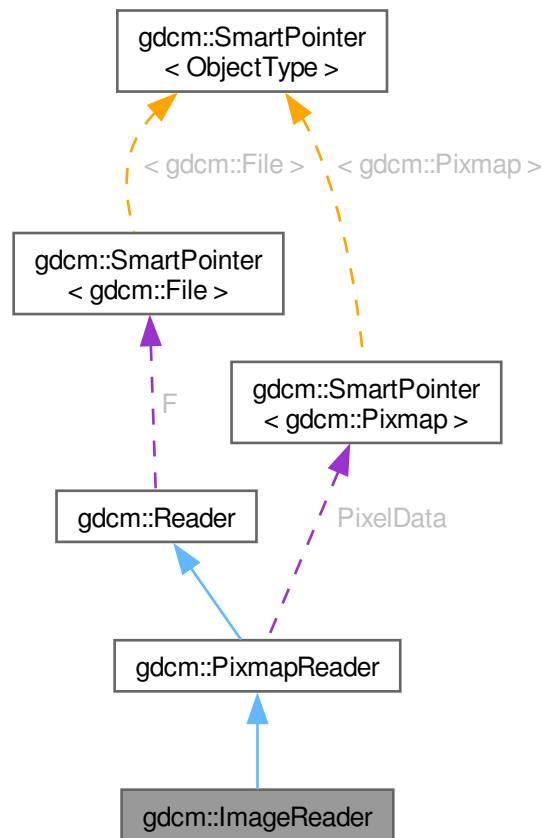 gdcm::SmartPointer
< ObjectType >
< gdcm::File >
< gdcm::Pixmap >
gdcm::SmartPointer
< gdcm::File >
gdcm::SmartPointer
< gdcm::Pixmap >
F
gdcm::Reader
PixelData
gdcm::PixmapReader
gdcm::ImageReader